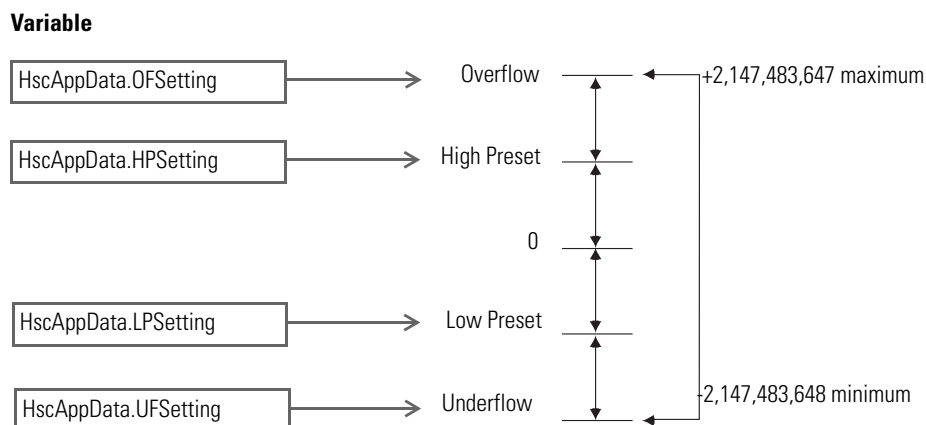 Variable
HscAppData.OFSetting
Overflow
+2,147,483,647 maximum
HscAppData.HPSetting
High Preset
0
HscAppData.LPSetting
Low Preset
-2,147,483,648 minimum
HscAppData.UFSetting
Underflow